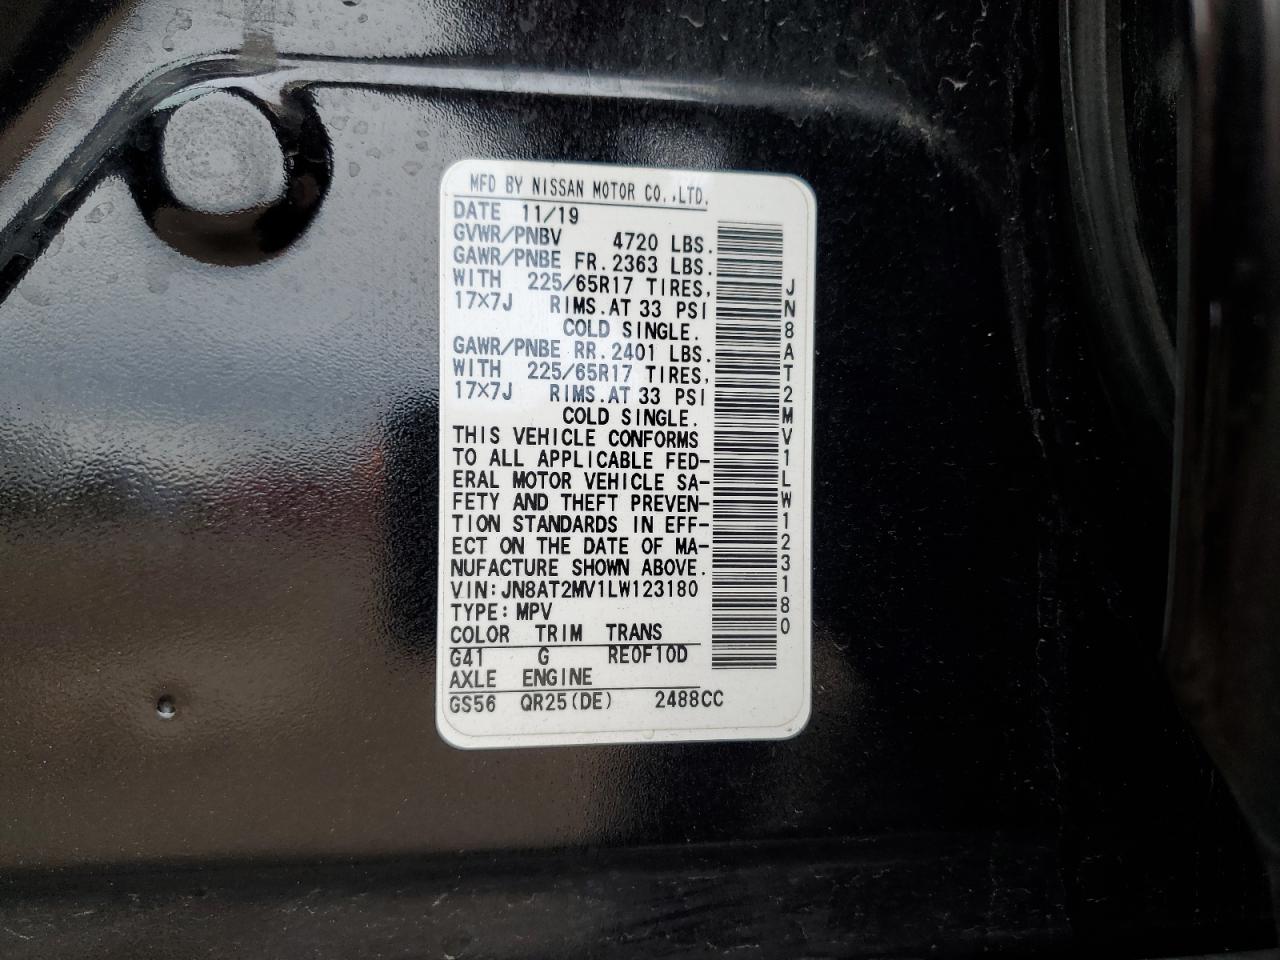 MFD BY NISSAN MOTOR CO.,LTD.
DATE 11/19
GVWR/PNBV 4720 LBS.
GAWR/PNBE FR. 2363 LBS.
WITH 225/65R17 TIRES,
17×7J RIMS.AT 33 PSI
COLD SINGLE.
GAWR/PNBE RR. 2401 LBS.
WITH 225/65R17 TIRES,
17×7J RIMS.AT 33 PSI
COLD SINGLE.
THIS VEHICLE CONFORMS
TO ALL APPLICABLE FED-
ERAL MOTOR VEHICLE SA-
FETY AND THEFT PREVEN-
TION STANDARDS IN EFF-
ECT ON THE DATE OF MA-
NUFACTURE SHOWN ABOVE.
VIN:JN8AT2MV1LW123180
TYPE:MPV
COLOR TRIM TRANS
G41 G RE0F10D
AXLE ENGINE
GS56 QR25(DE) 2488CC
JN8AT2MV1LW123180